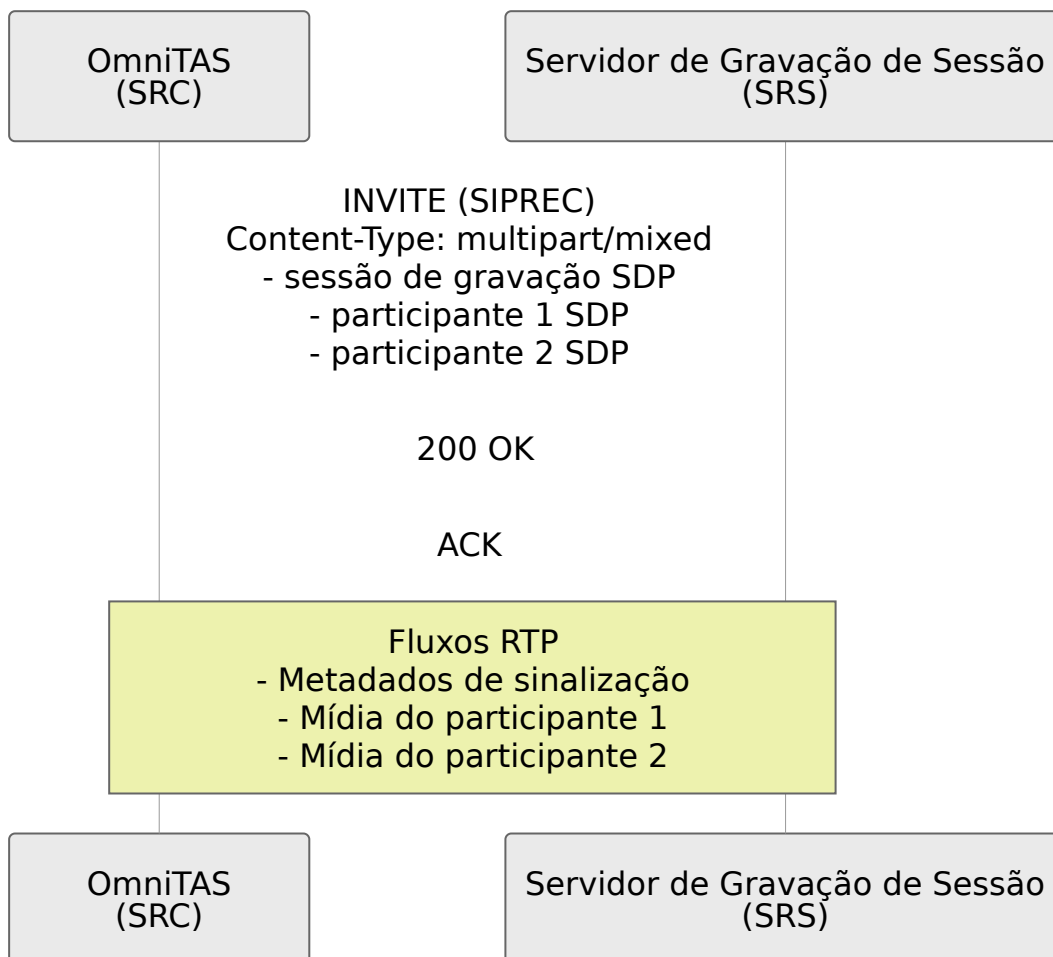 OmniTAS
(SRC)
Servidor de Gravação de Sessão
(SRS)
INVITE (SIPREC)
Content-Type: multipart/mixed
- sessão de gravação SDP
- participante 1 SDP
- participante 2 SDP
200 OK
ACK
Fluxos RTP
- Metadados de sinalização
- Mídia do participante 1
- Mídia do participante 2
OmniTAS
(SRC)
Servidor de Gravação de Sessão
(SRS)